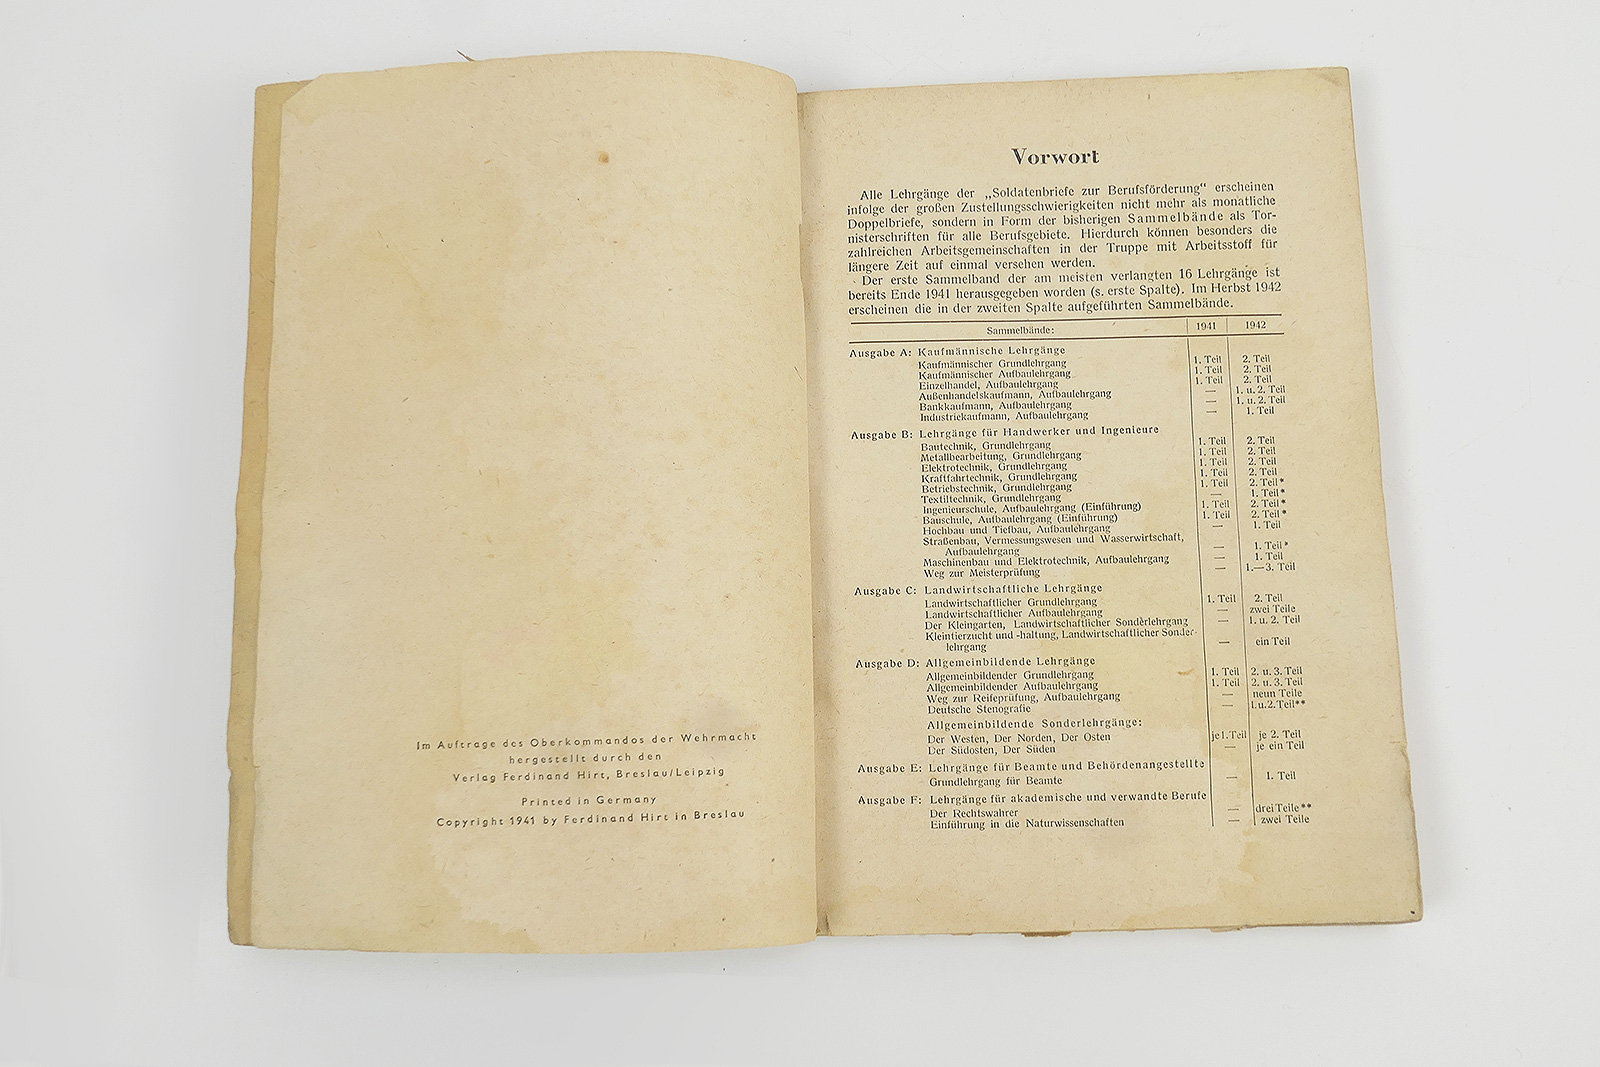 Im Auftrage des Oberkommandos der Wehrmacht
hergestellt durch den
Verlag Ferdinand Hirt, Breslau/Leipzig
Printed in Germany
Copyright 1941 by Ferdinand Hirt in Breslau
Vorwort
Alle Lehrgänge der „Soldatenbriefe zur Berufsförderung“ erscheinen
infolge der großen Zustellungsschwierigkeiten nicht mehr als monatliche
Doppelbriefe, sondern in Form der bisherigen Sammelbände als Tor-
nisterschriften für alle Berufsgebiete. Hierdurch können besonders die
zahlreichen Arbeitsgemeinschaften in der Truppe mit Arbeitsstoff für
längere Zeit auf einmal versehen werden.
Der erste Sammelband der am meisten verlangten 16 Lehrgänge ist
bereits Ende 1941 herausgegeben worden (s. erste Spalte). Im Herbst 1942
erscheinen die in der zweiten Spalte aufgeführten Sammelbände.
Sammelbände: 1941 1942
Ausgabe A: Kaufmännische Lehrgänge
Kaufmännischer Grundlehrgang 1. Teil 2. Teil
Kaufmännischer Aufbaulehrgang 1. Teil 2. Teil
Einzelhandel, Aufbaulehrgang 1. Teil 2. Teil
Außenhandelskaufmann, Aufbaulehrgang — 1. u. 2. Teil
Bankkaufmann, Aufbaulehrgang — 1. u. 2. Teil
Industriekaufmann, Aufbaulehrgang — 1. Teil
Ausgabe B: Lehrgänge für Handwerker und Ingenieure
Bautechnik, Grundlehrgang 1. Teil 2. Teil
Metallbearbeitung, Grundlehrgang 1. Teil 2. Teil
Elektrotechnik, Grundlehrgang 1. Teil 2. Teil
Kraftfahrtechnik, Grundlehrgang 1. Teil 2. Teil
Betriebstechnik, Grundlehrgang 1. Teil 2. Teil*
Textiltechnik, Grundlehrgang — 1. Teil*
Ingenieurschule, Aufbaulehrgang (Einführung) 1. Teil 2. Teil*
Bauschule, Aufbaulehrgang (Einführung) 1. Teil 2. Teil*
Hochbau und Tiefbau, Aufbaulehrgang — 1. Teil
Straßenbau, Vermessungswesen und Wasserwirtschaft,
Aufbaulehrgang — 1. Teil*
Maschinenbau und Elektrotechnik, Aufbaulehrgang — 1. Teil
Weg zur Meisterprüfung — 1.—3. Teil
Ausgabe C: Landwirtschaftliche Lehrgänge
Landwirtschaftlicher Grundlehrgang 1. Teil 2. Teil
Landwirtschaftlicher Aufbaulehrgang — zwei Teile
Der Kleingarten, Landwirtschaftlicher Sonderlehrgang — 1. u. 2. Teil
Kleintierzucht und -haltung, Landwirtschaftlicher Sonder-
lehrgang — ein Teil
Ausgabe D: Allgemeinbildende Lehrgänge
Allgemeinbildender Grundlehrgang 1. Teil 2. u. 3. Teil
Allgemeinbildender Aufbaulehrgang 1. Teil 2. u. 3. Teil
Weg zur Reifeprüfung, Aufbaulehrgang — neun Teile
Deutsche Stenografie — 1.u.2.Teil**
Allgemeinbildende Sonderlehrgänge:
Der Westen, Der Norden, Der Osten je 1. Teil je 2. Teil
Der Südosten, Der Süden — je ein Teil
Ausgabe E: Lehrgänge für Beamte und Behördenangestellte
Grundlehrgang für Beamte — 1. Teil
Ausgabe F: Lehrgänge für akademische und verwandte Berufe
Der Rechtswahrer — drei Teile**
Einführung in die Naturwissenschaften — zwei Teile